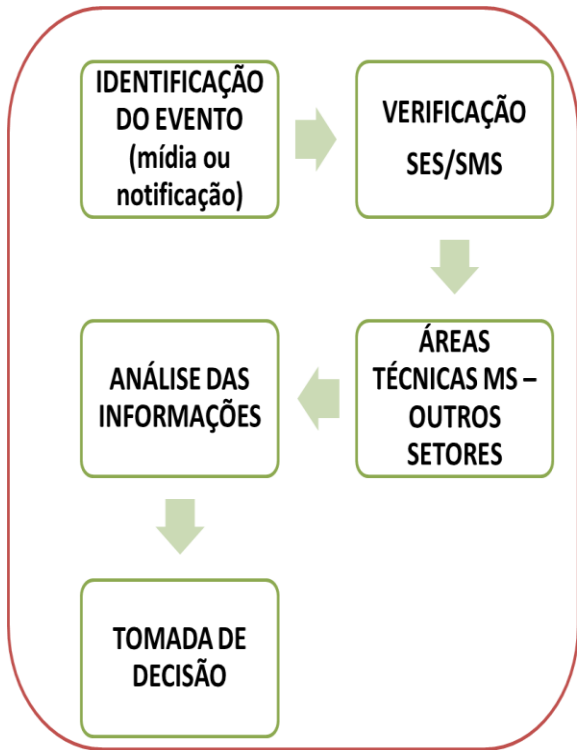 IDENTIFICAÇÃO
DO EVENTO
(mídia ou
notificação)
VERIFICAÇÃO
SES/SMS
ÁREAS
TÉCNICAS MS –
OUTROS
SETORES
ANÁLISE DAS
INFORMAÇÕES
TOMADA DE
DECISÃO